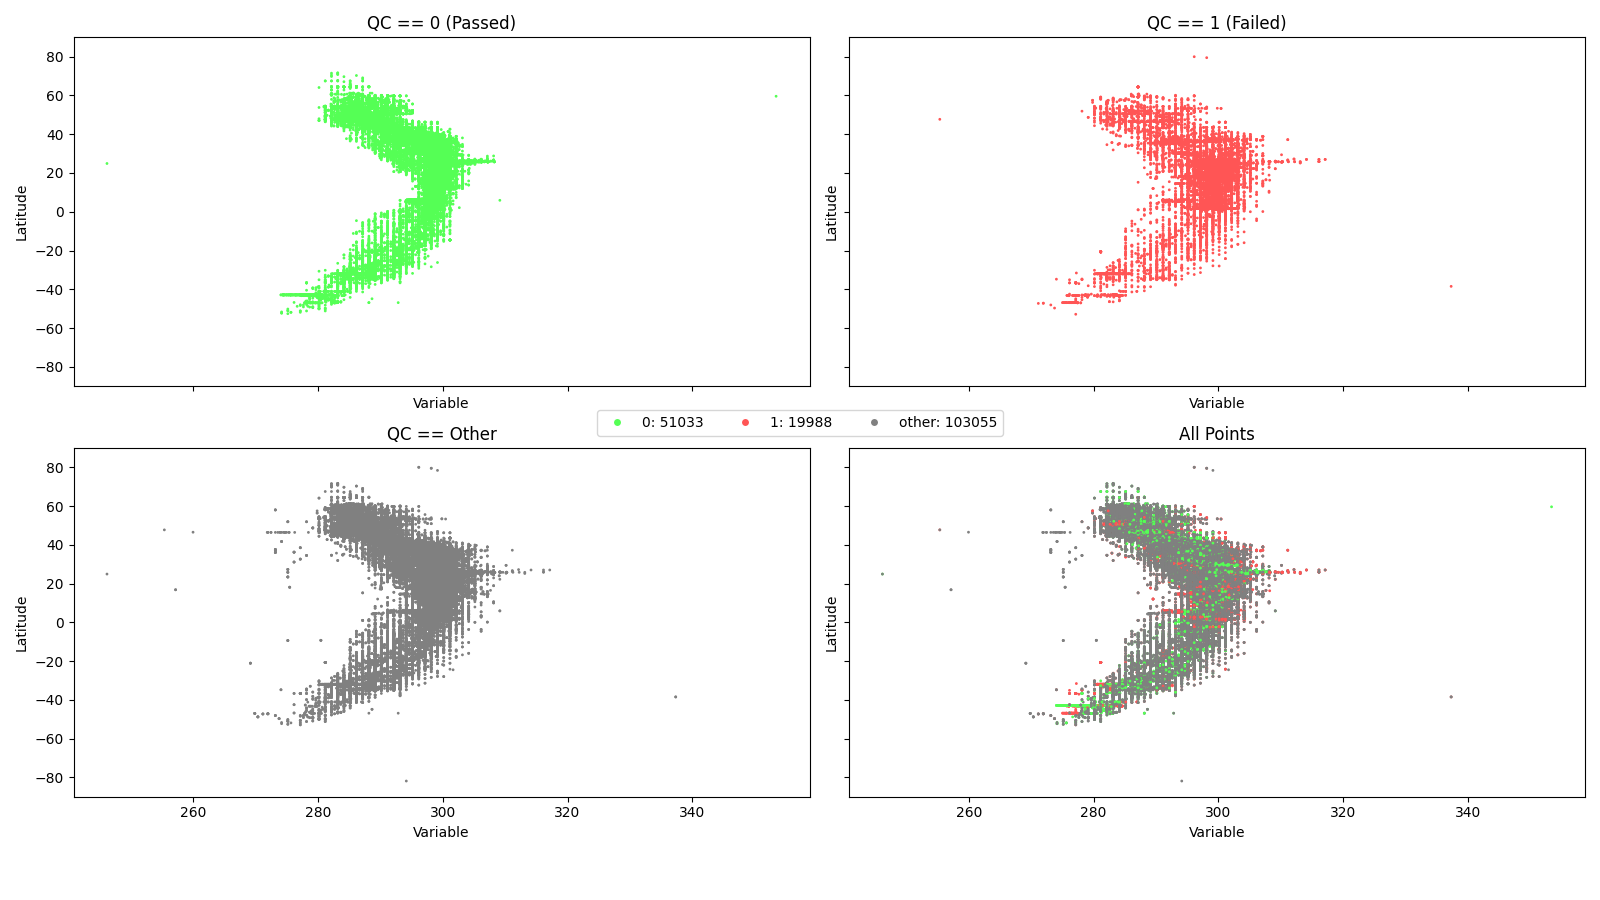 QC == 0 (Passed)
QC == 1 (Failed)
80
60
40
20
0
−20
−40
−60
−80
Latitude
Latitude
Variable
Variable
0: 51033
1: 19988
other: 103055
QC == Other
All Points
80
60
40
20
0
−20
−40
−60
−80
Latitude
Latitude
260
280
300
320
340
260
280
300
320
340
Variable
Variable